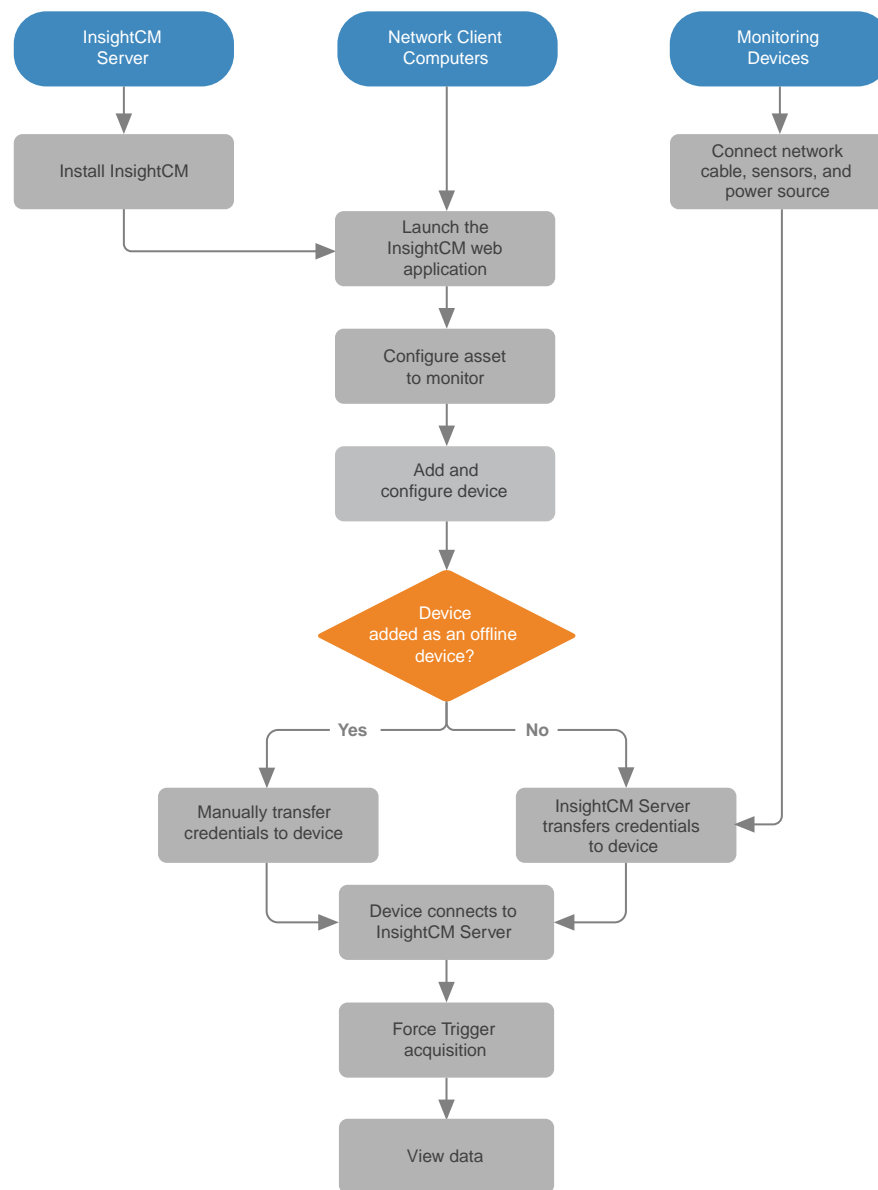 InsightCM
Server
Network Client
Computers
Monitoring
Devices
Install InsightCM
Connect network
cable, sensors, and
power source
Launch the
InsightCM web
application
Configure asset
to monitor
Add and
configure device
Device
added as an offline
device?
Yes
No
Manually transfer
credentials to device
InsightCM Server
transfers credentials
to device
Device connects to
InsightCM Server
Force Trigger
acquisition
View data